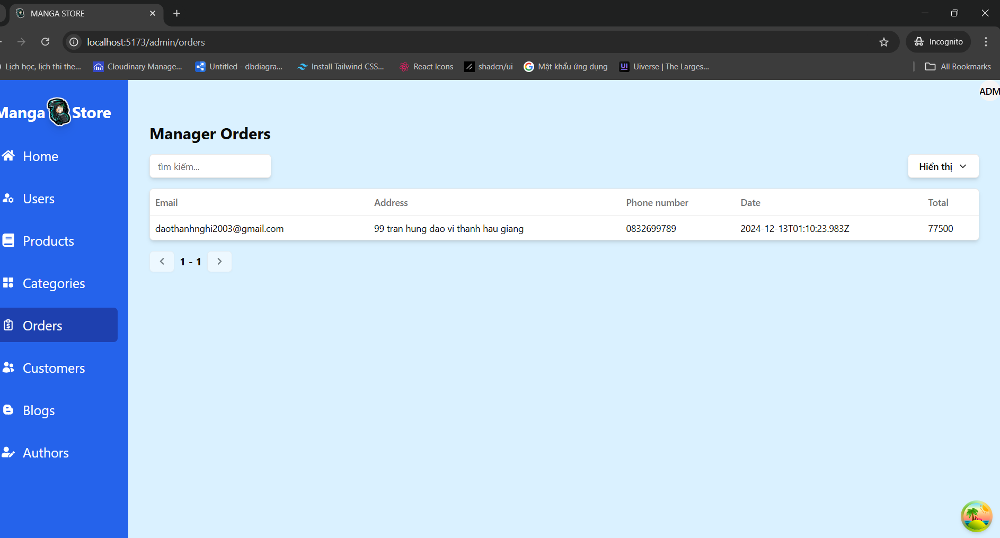 MANGA STORE
localhost:5173/admin/orders
Incognito
Lịch học, lịch thi the...
Cloudinary Manage...
Untitled - dbdiagra...
Install Tailwind CSS...
React Icons
shadcn/ui
Mật khẩu ứng dụng
UI
Uiverse | The Larges...
All Bookmarks
Manga Store
ADM
Home
Users
Products
Categories
Orders
Customers
Blogs
Authors
Manager Orders
tìm kiếm...
Hiển thị
Email Address Phone number Date Total
daothanhnghi2003@gmail.com 99 tran hung dao vi thanh hau giang 0832699789 2024-12-13T01:10:23.983Z 77500
1 - 1